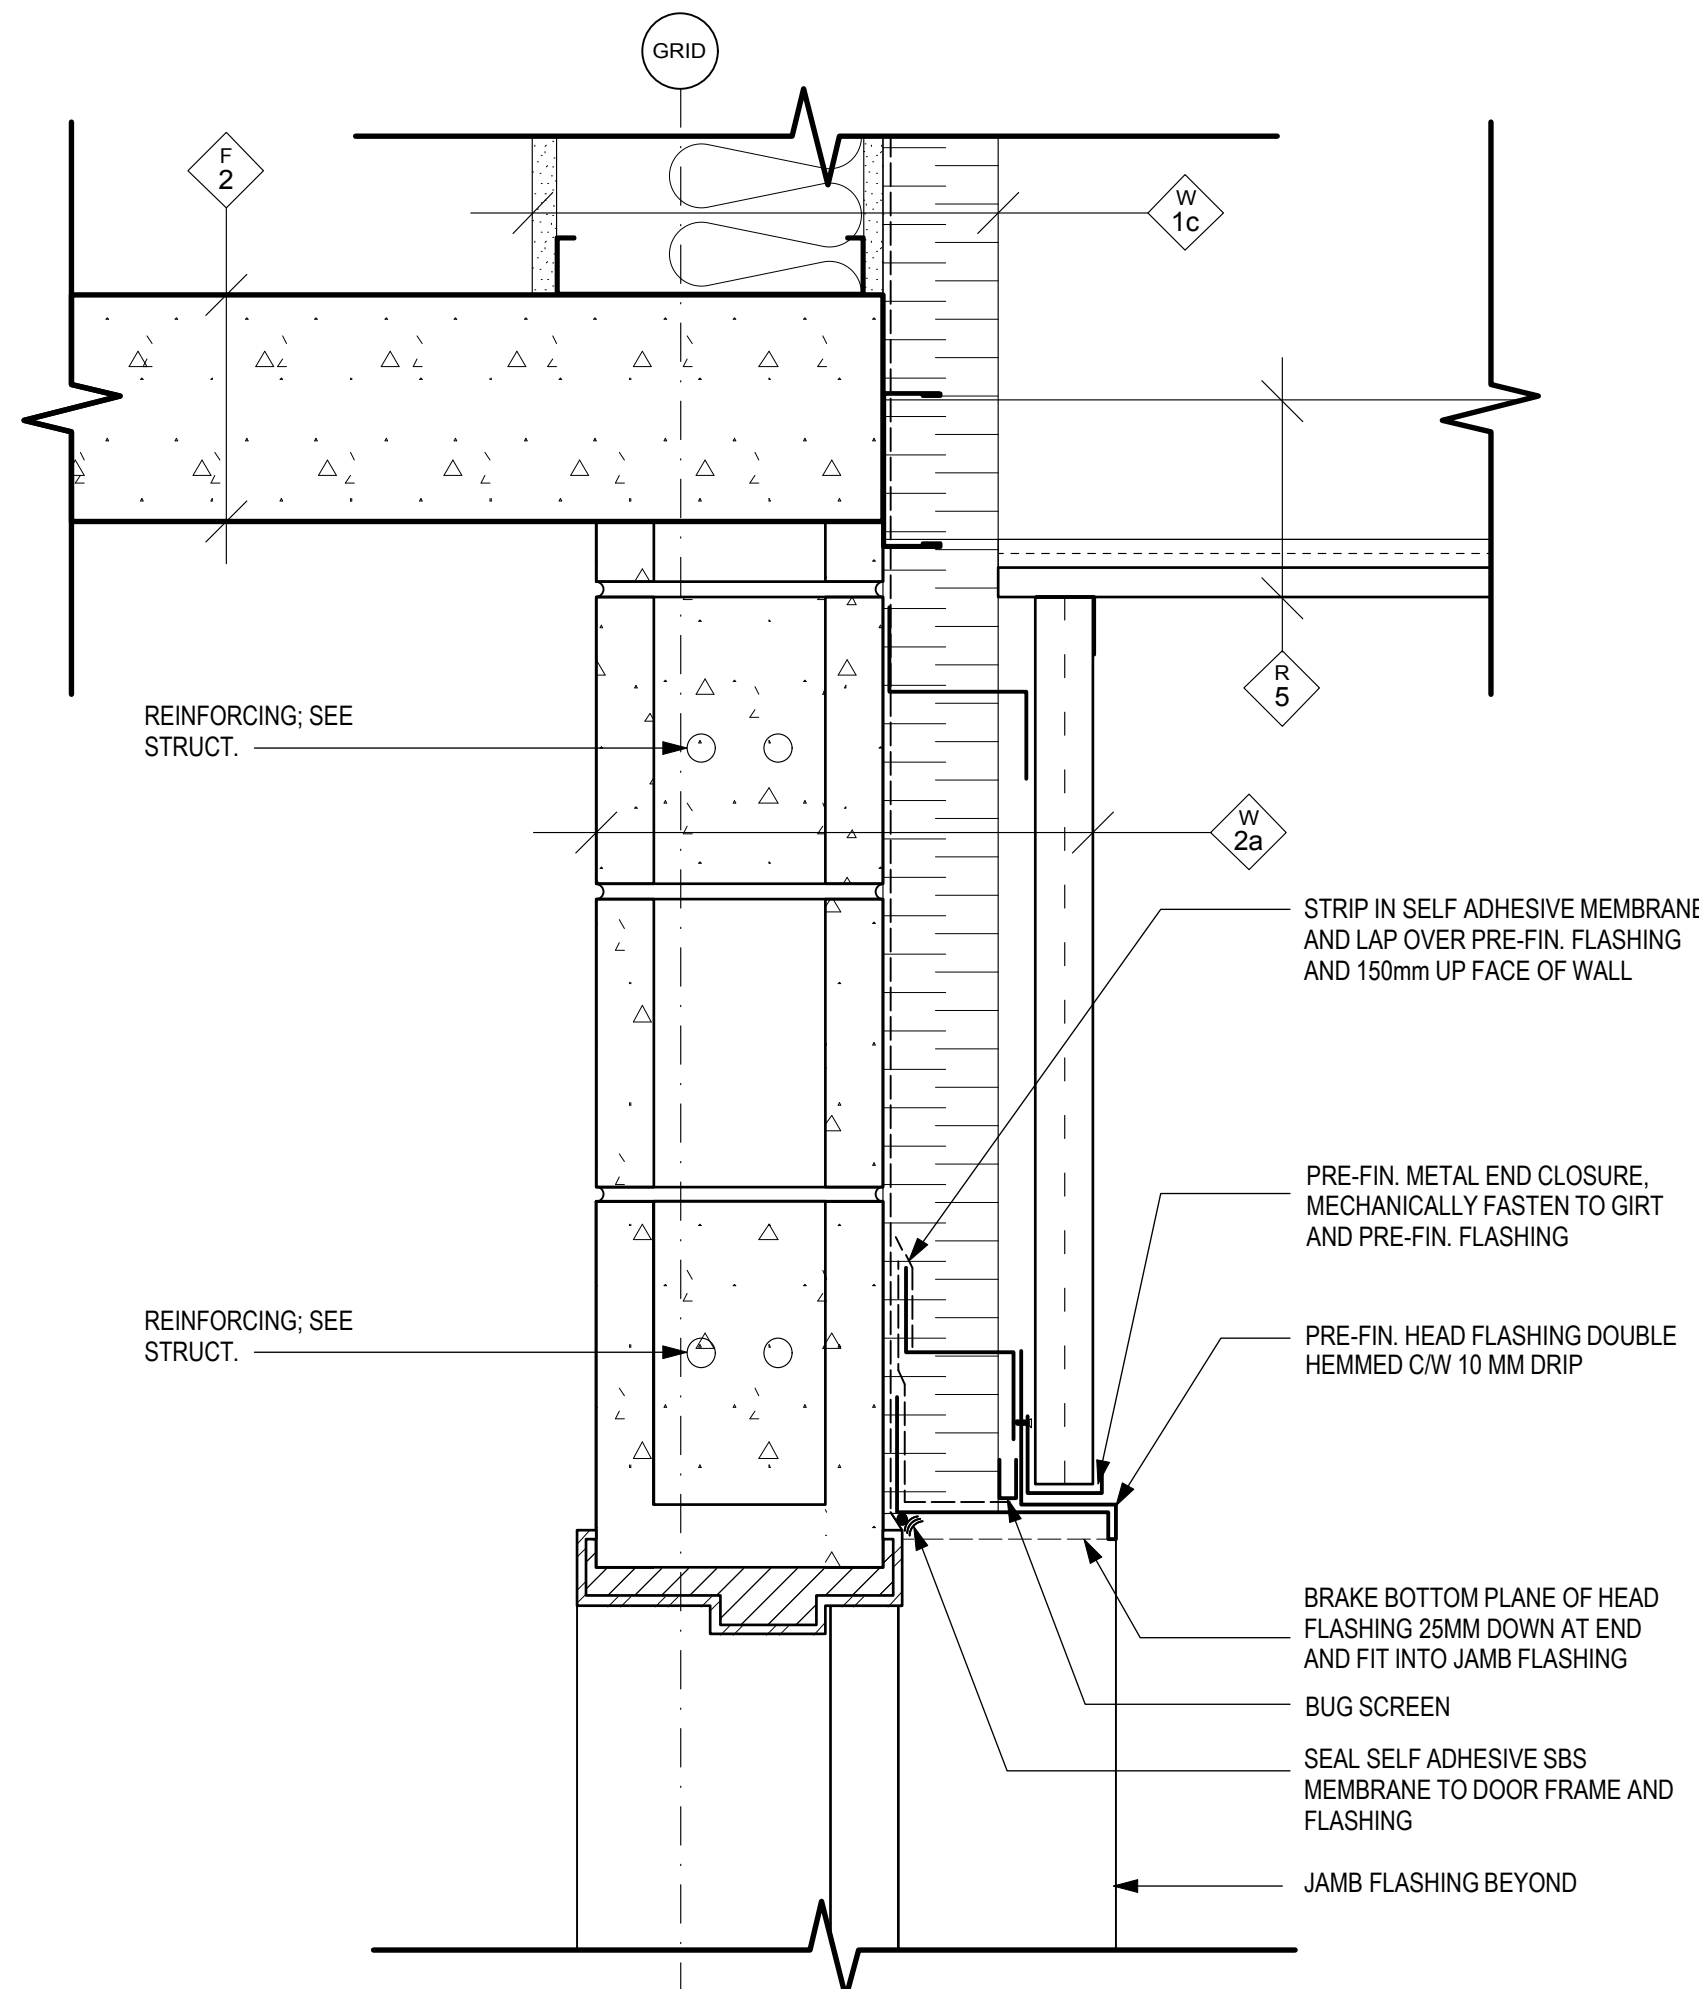 GRID
F
2
W
1c
R
5
REINFORCING; SEE
STRUCT.
W
2a
STRIP IN SELF ADHESIVE MEMBRANE
AND LAP OVER PRE-FIN. FLASHING
AND 150mm UP FACE OF WALL
PRE-FIN. METAL END CLOSURE,
MECHANICALLY FASTEN TO GIRT
AND PRE-FIN. FLASHING
REINFORCING; SEE
STRUCT.
PRE-FIN. HEAD FLASHING DOUBLE
HEMMED C/W 10 MM DRIP
BRAKE BOTTOM PLANE OF HEAD
FLASHING 25MM DOWN AT END
AND FIT INTO JAMB FLASHING
BUG SCREEN
SEAL SELF ADHESIVE SBS
MEMBRANE TO DOOR FRAME AND
FLASHING
JAMB FLASHING BEYOND